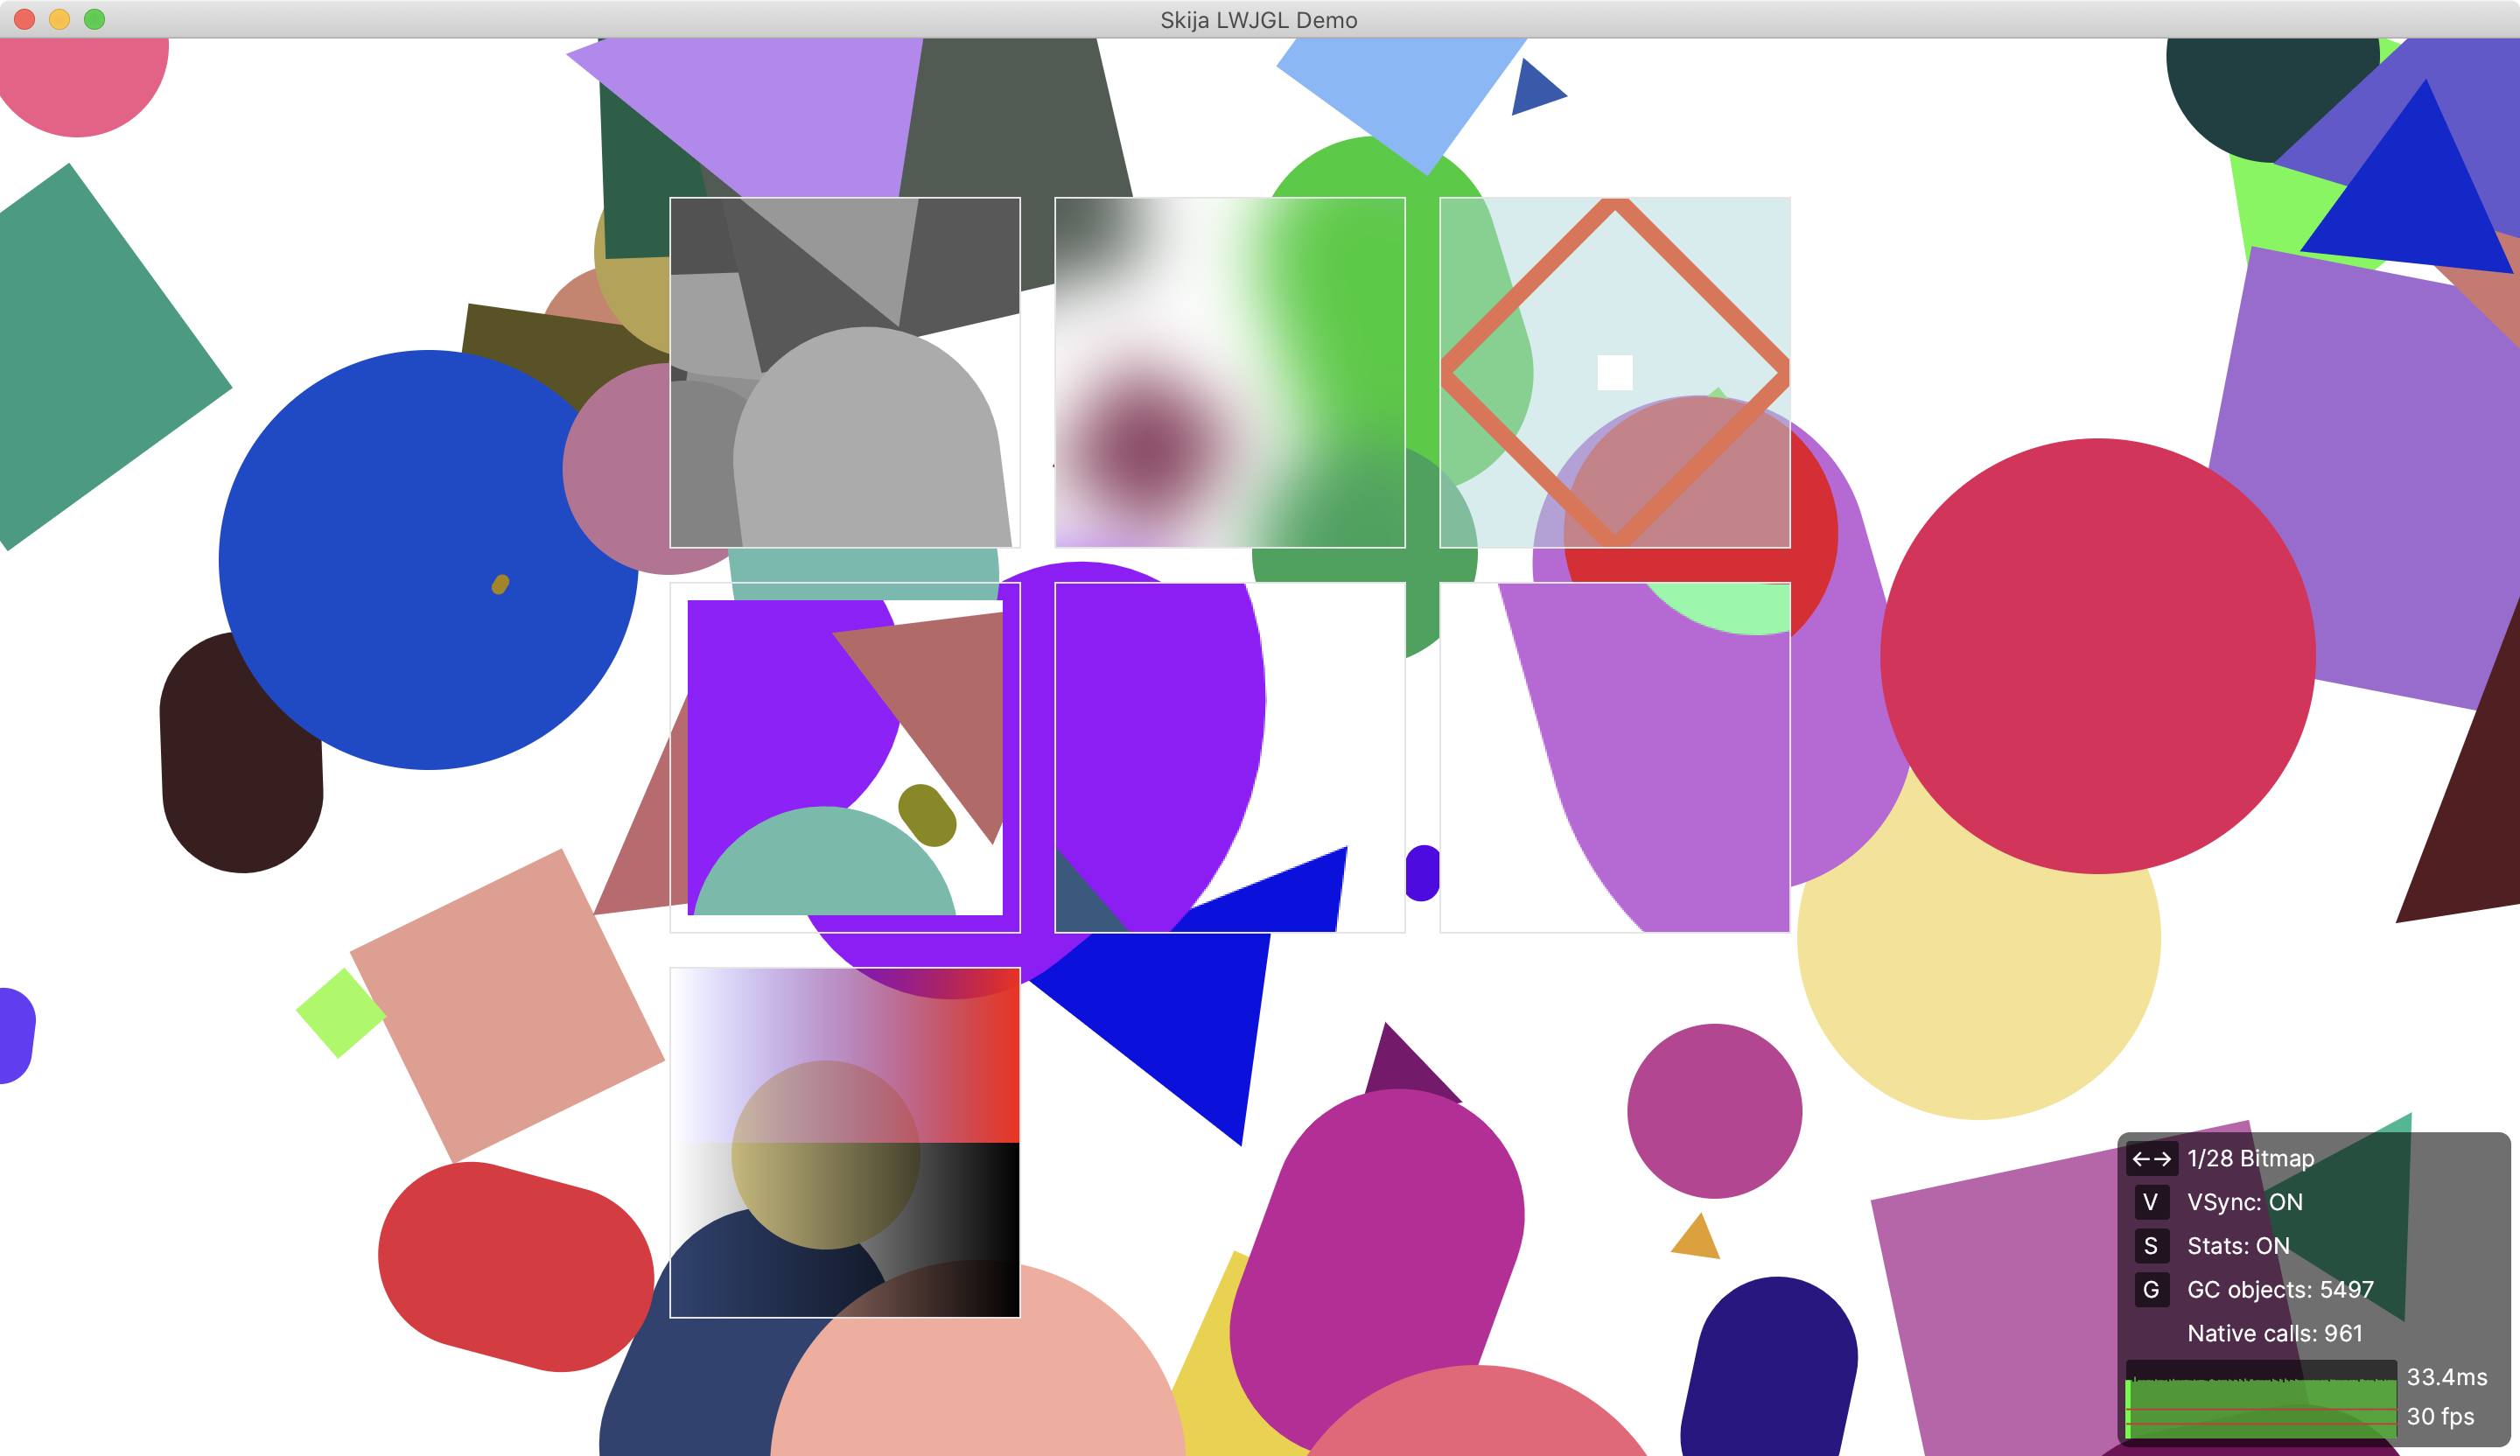 Skija LWJGL Demo
←→ 1/28 Bitmap
V VSync: ON
S Stats: ON
G GC objects: 5497
Native calls: 961
33.4ms
30 fps